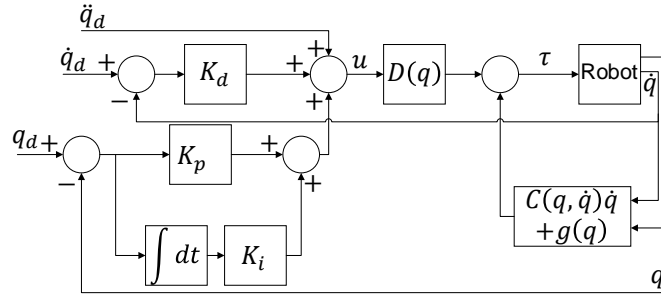 q̈_d
q̇_d + − K_d + + + u D(q) τ Robot q̇
q_d + − K_p + +
∫ dt K_i
C(q, q̇)q̇
+g(q)
q